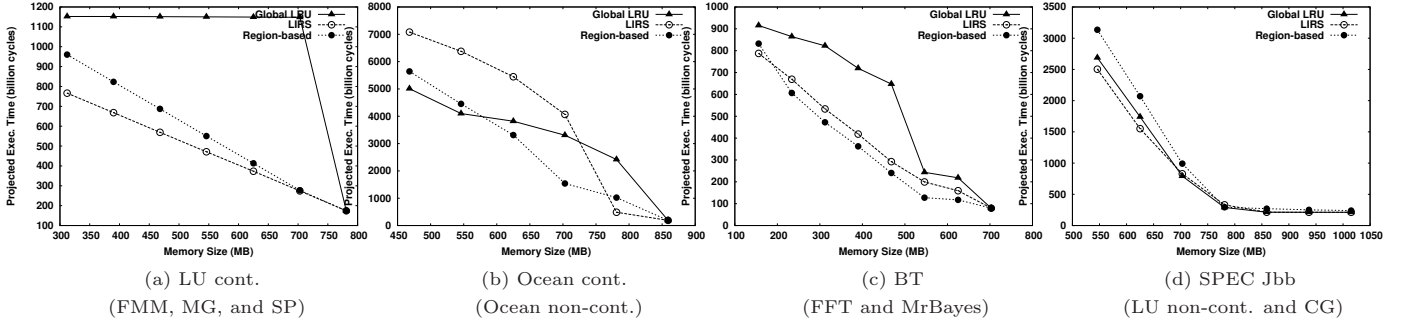 Projected Exec. Time (billion cycles)
1200
1100
1000
900
800
700
600
500
400
300
200
100
300 350 400 450 500 550 600 650 700 750 800
Memory Size (MB)
Global LRU
LIRS
Region-based
(a) LU cont.
(FMM, MG, and SP)
Projected Exec. Time (billion cycles)
8000
7000
6000
5000
4000
3000
2000
1000
0
450 500 550 600 650 700 750 800 850 900
Memory Size (MB)
Global LRU
LIRS
Region-based
(b) Ocean cont.
(Ocean non-cont.)
Projected Exec. Time (billion cycles)
1000
900
800
700
600
500
400
300
200
100
0
100 200 300 400 500 600 700 800
Memory Size (MB)
Global LRU
LIRS
Region-based
(c) BT
(FFT and MrBayes)
Projected Exec. Time (billion cycles)
3500
3000
2500
2000
1500
1000
500
0
500 550 600 650 700 750 800 850 900 950 1000 1050
Memory Size (MB)
Global LRU
LIRS
Region-based
(d) SPEC Jbb
(LU non-cont. and CG)